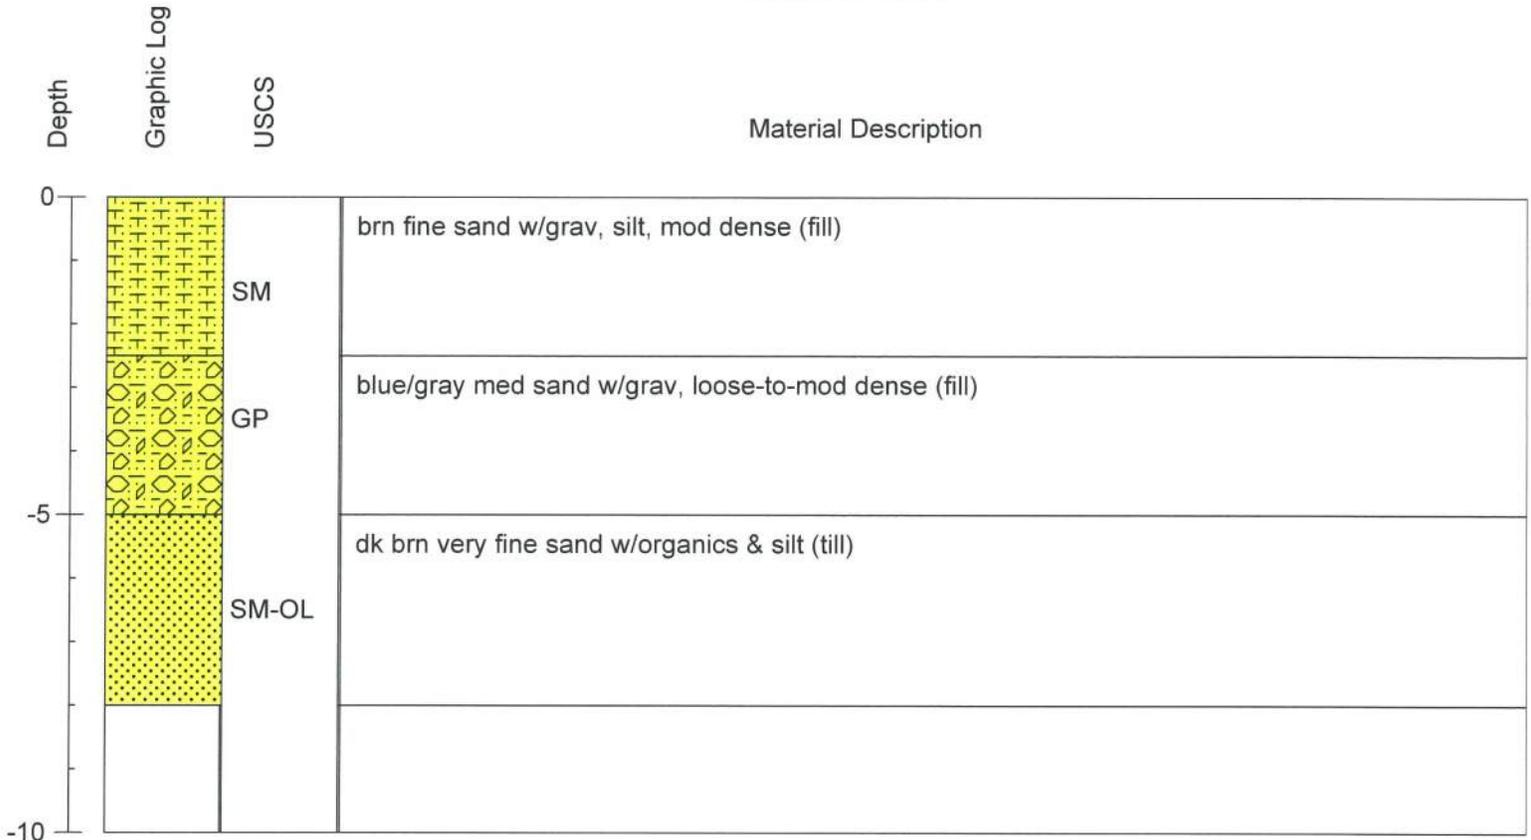 Depth
Graphic Log
USCS
Material Description
0
brn fine sand w/grav, silt, mod dense (fill)
SM
blue/gray med sand w/grav, loose-to-mod dense (fill)
GP
-5
dk brn very fine sand w/organics & silt (till)
SM-OL
-10